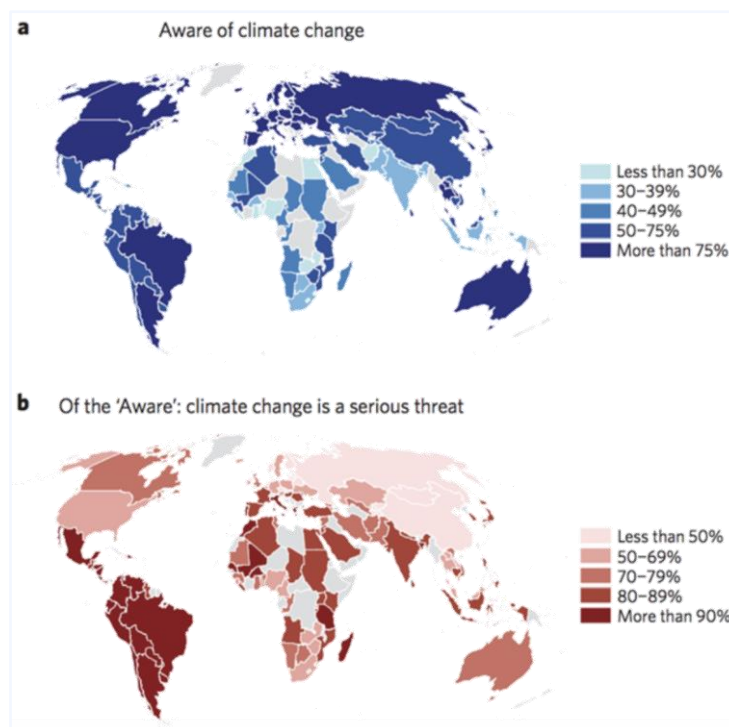 a
Aware of climate change
Less than 30%
30–39%
40–49%
50–75%
More than 75%
b
Of the ‘Aware’: climate change is a serious threat
Less than 50%
50–69%
70–79%
80–89%
More than 90%